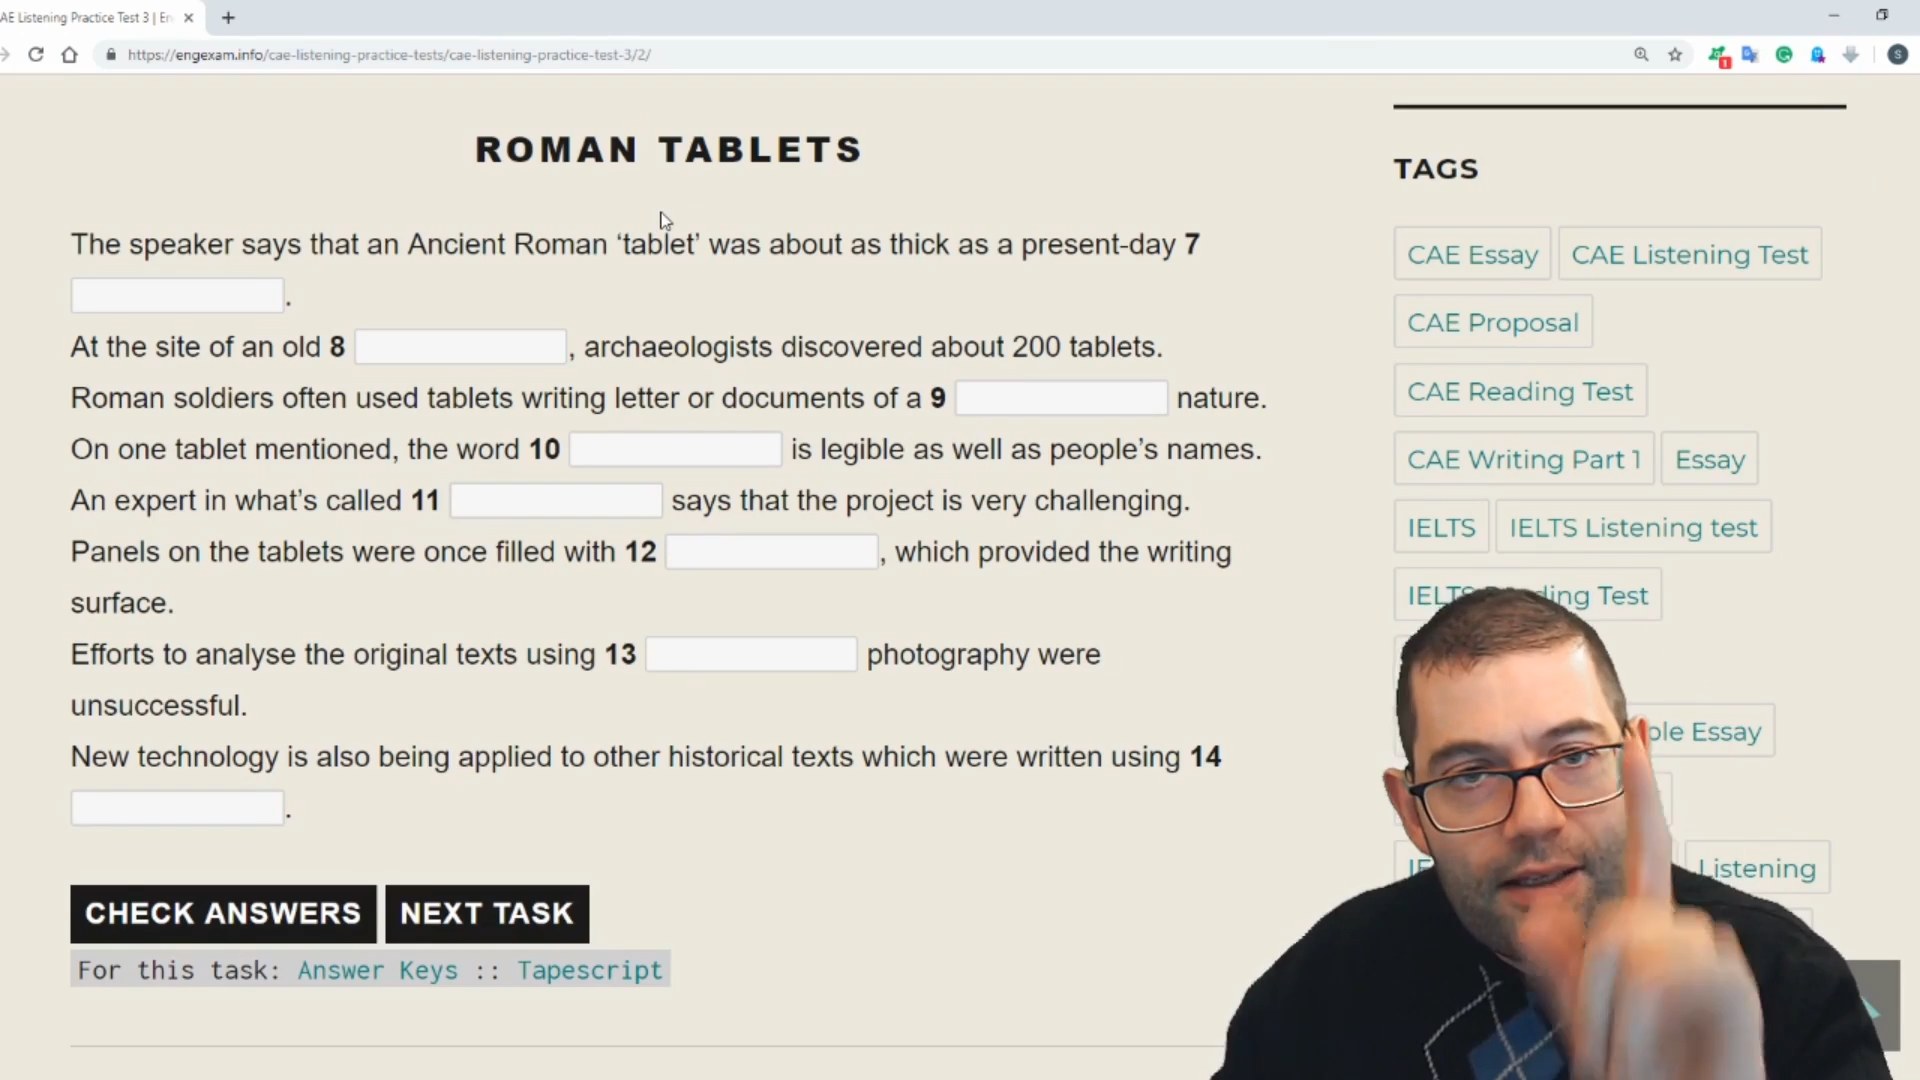 AE Listening Practice Test 3 | En
https://engexam.info/cae-listening-practice-tests/cae-listening-practice-test-3/2/
1
S
ROMAN TABLETS
The speaker says that an Ancient Roman ‘tablet’ was about as thick as a present-day 7
.
At the site of an old 8 , archaeologists discovered about 200 tablets.
Roman soldiers often used tablets writing letter or documents of a 9 nature.
On one tablet mentioned, the word 10 is legible as well as people’s names.
An expert in what’s called 11 says that the project is very challenging.
Panels on the tablets were once filled with 12 , which provided the writing
surface.
Efforts to analyse the original texts using 13 photography were
unsuccessful.
New technology is also being applied to other historical texts which were written using 14
.
CHECK ANSWERS NEXT TASK
For this task: Answer Keys :: Tapescript
TAGS
CAE Essay CAE Listening Test
CAE Proposal
CAE Reading Test
CAE Writing Part 1 Essay
IELTS IELTS Listening test
Test
Essay
Listening